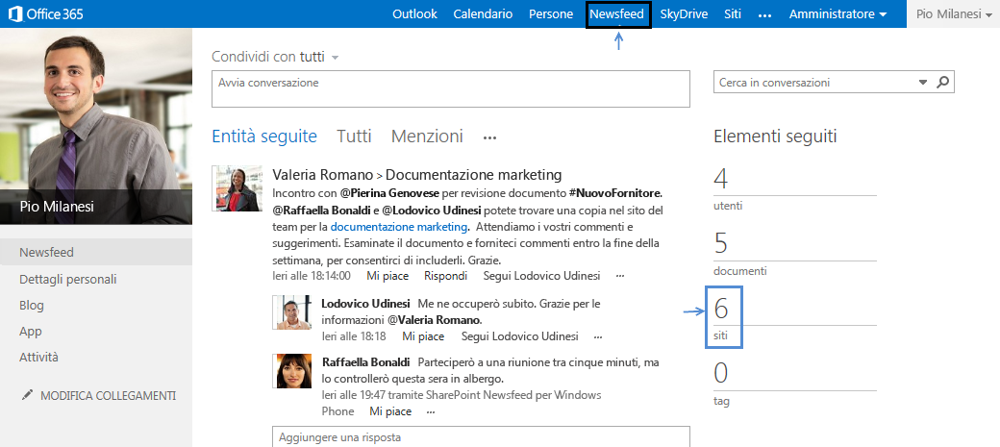 Office 365
Outlook Calendario Persone Newsfeed SkyDrive Siti ••• Amministratore Pio Milanesi
Pio Milanesi
Newsfeed
Dettagli personali
Blog
App
Attività
MODIFICA COLLEGAMENTI
Condividi con tutti
Avvia conversazione
Entità seguite Tutti Menzioni •••
Valeria Romano > Documentazione marketing
Incontro con @Pierina Genovese per revisione documento #NuovoFornitore.
@Raffaella Bonaldi e @Lodovico Udinesi potete trovare una copia nel sito del
team per la documentazione marketing. Attendiamo i vostri commenti e
suggerimenti. Esaminate il documento e forniteci commenti entro la fine della
settimana, per consentirci di includerli. Grazie.
Ieri alle 18:14:00 Mi piace Rispondi Segui Lodovico Udinesi •••
Lodovico Udinesi Me ne occuperò subito. Grazie per le
informazioni @Valeria Romano.
Ieri alle 18:18 Mi piace Segui Lodovico Udinesi •••
Raffaella Bonaldi Parteciperò a una riunione tra cinque minuti, ma
lo controllerò questa sera in albergo.
Ieri alle 19:47 tramite SharePoint Newsfeed per Windows
Phone Mi piace •••
Aggiungere una risposta
Cerca in conversazioni
Elementi seguiti
4
utenti
5
documenti
6
siti
0
tag